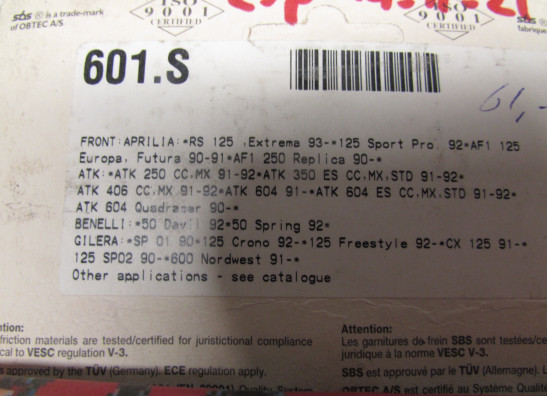 sbs ® is a trade-mark
of OBTEC A/S
ISO
9001
CERTIFIED
ISO
9001
CERTIFIED
sbs ®
fabrique
601.S
61,-
FRONT:APRILIA:*RS 125 ,Extrema 93-*125 Sport Pro. 92*AF1 125
Europa, Futura 90-91*AF1 250 Replica 90-*
ATK:*ATK 250 CC,MX 91-92*ATK 350 ES CC,MX,STD 91-92*
ATK 406 CC,MX 91-92*ATK 604 91-*ATK 604 ES CC,MX,STD 91-92*
ATK 604 Quadracer 90-*
BENELLI:*50 Devil 92*50 Spring 92*
GILERA:*SP 01 90*125 Crono 92-*125 Freestyle 92-*CX 125 91-*
125 SP02 90-*600 Nordwest 91-*
Other applications - see catalogue
ntion:
friction materials are tested/certified for juristictional compliance
cal to VESC regulation V-3.
s approved by the TÜV (Germany). ECE regulation apply.
Quality System
Attention:
Les garnitures de frein SBS sont testées/ce
juridique à la norme VESC V-3.
SBS est approuvé par le TÜV (Allemagne). L
OBTEC A/S est certifié au Système Qualité